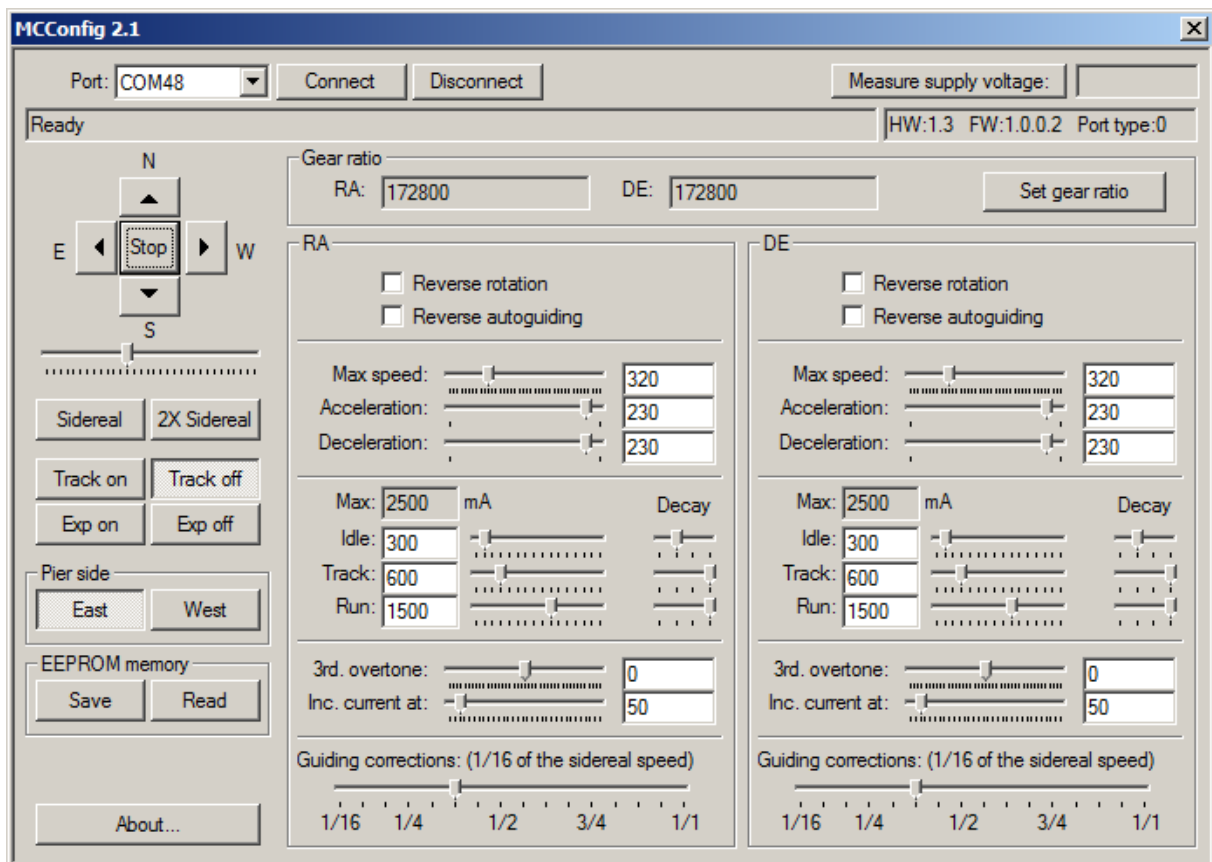 MCConfig 2.1
Port: COM48 Connect Disconnect Measure supply voltage:
Ready HW:1.3 FW:1.0.0.2 Port type:0
N
E Stop W
S
Sidereal 2X Sidereal
Track on Track off
Exp on Exp off
Pier side
East West
EEPROM memory
Save Read
About...
Gear ratio
RA: 172800 DE: 172800 Set gear ratio
RA
Reverse rotation
Reverse autoguiding
Max speed: 320
Acceleration: 230
Deceleration: 230
Max: 2500 mA Decay
Idle: 300
Track: 600
Run: 1500
3rd. overtone: 0
Inc. current at: 50
Guiding corrections: (1/16 of the sidereal speed)
1/16 1/4 1/2 3/4 1/1
DE
Reverse rotation
Reverse autoguiding
Max speed: 320
Acceleration: 230
Deceleration: 230
Max: 2500 mA Decay
Idle: 300
Track: 600
Run: 1500
3rd. overtone: 0
Inc. current at: 50
Guiding corrections: (1/16 of the sidereal speed)
1/16 1/4 1/2 3/4 1/1